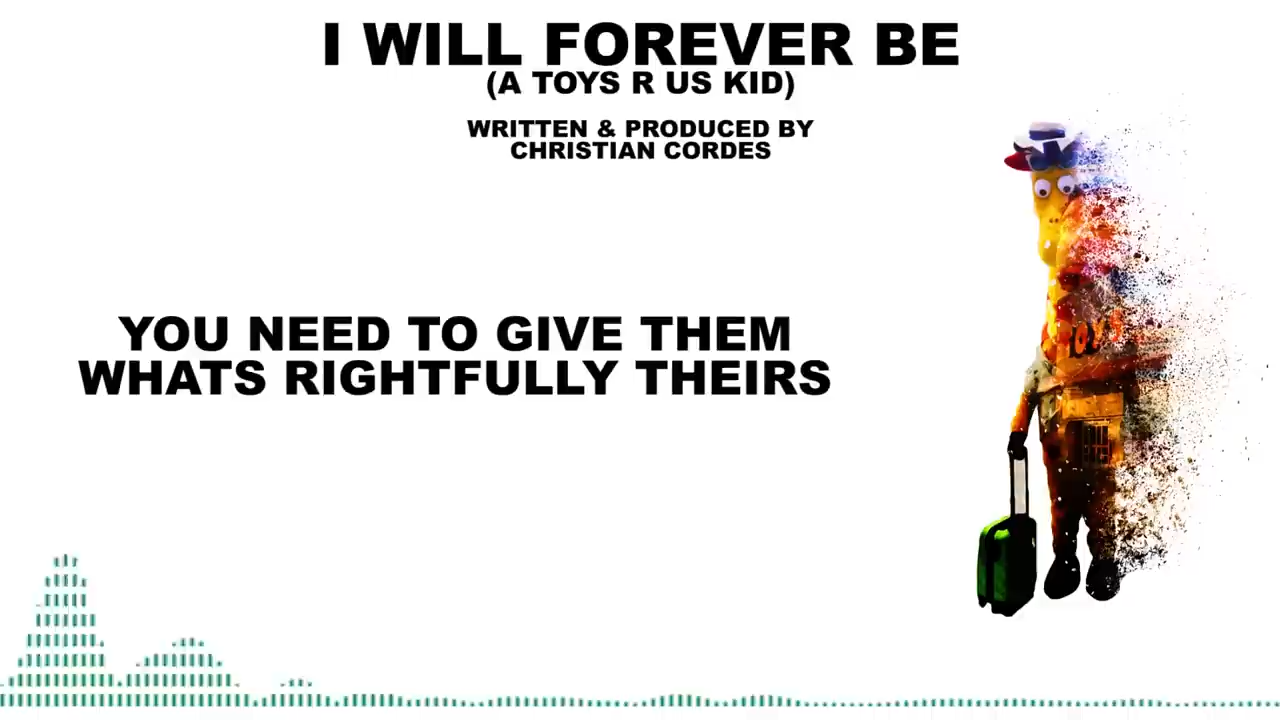 I WILL FOREVER BE
(A TOYS R US KID)
WRITTEN & PRODUCED BY
CHRISTIAN CORDES
YOU NEED TO GIVE THEM
WHATS RIGHTFULLY THEIRS